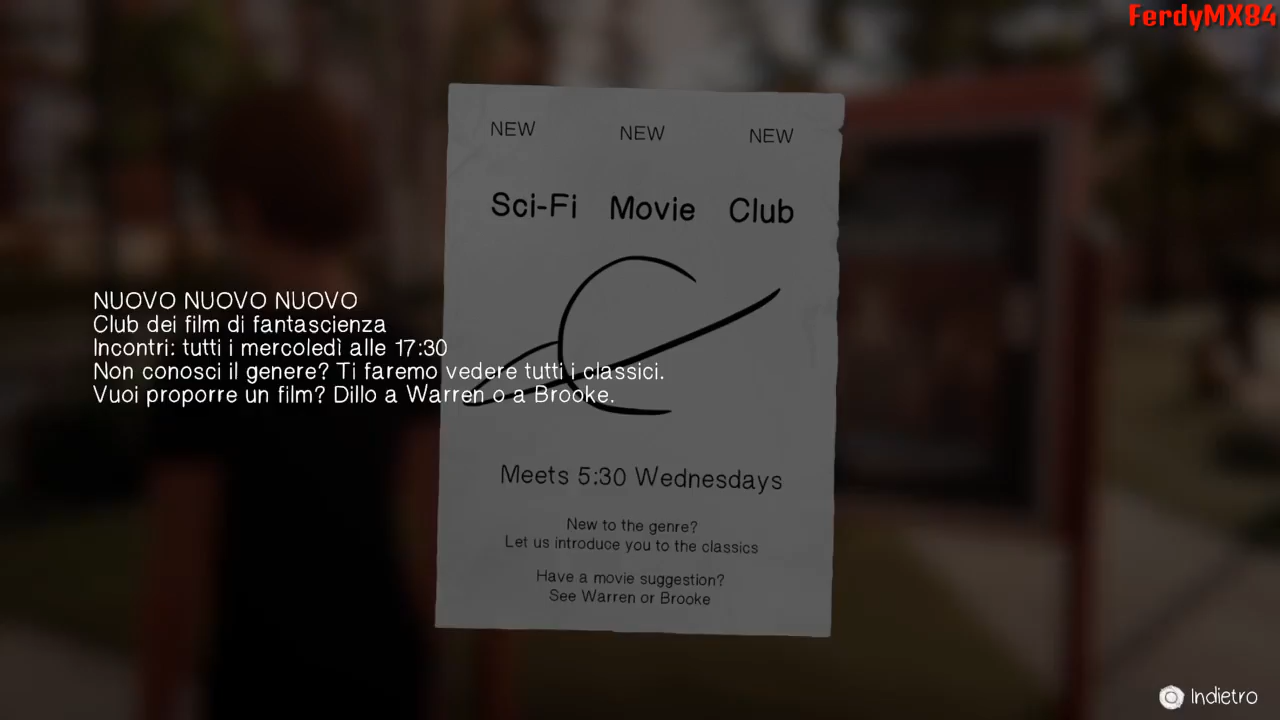 FerdyMX84
NEW NEW NEW
Sci-Fi Movie Club
NUOVO NUOVO NUOVO
Club dei film di fantascienza
Incontri: tutti i mercoledì alle 17:30
Non conosci il genere? Ti faremo vedere tutti i classici.
Vuoi proporre un film? Dillo a Warren o a Brooke.
Meets 5:30 Wednesdays
New to the genre?
Let us introduce you to the classics
Have a movie suggestion?
See Warren or Brooke
Indietro